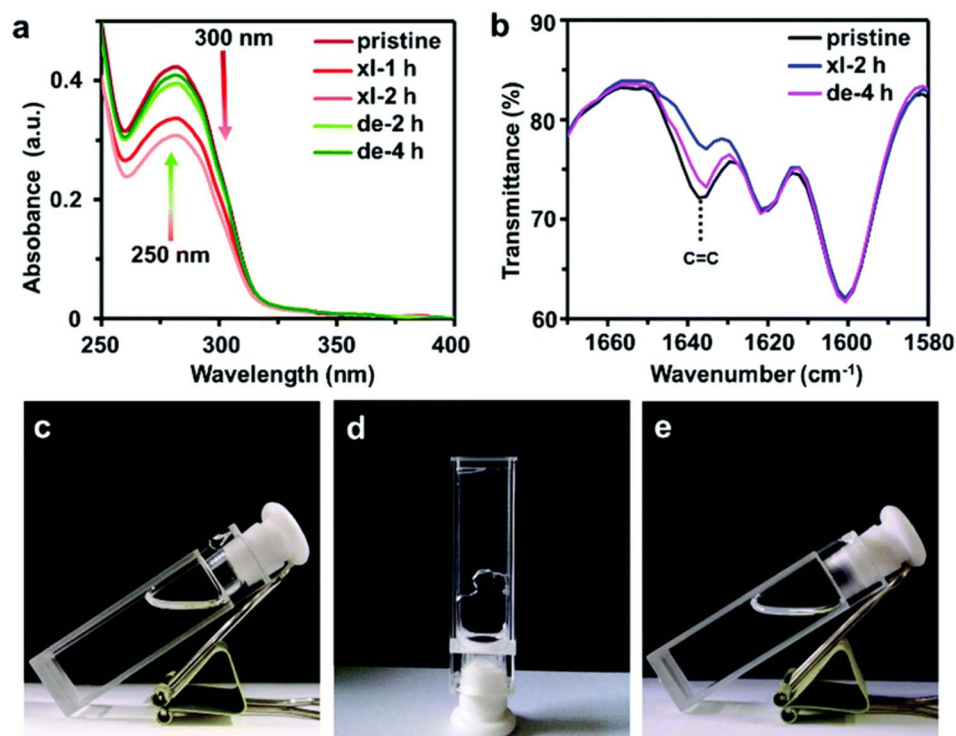 a
0.4
0.2
0
250
300
350
400
Absobance (a.u.)
Wavelength (nm)
300 nm
250 nm
pristine
xl-1 h
xl-2 h
de-2 h
de-4 h
b
90
80
70
60
1660
1640
1620
1600
1580
Transmittance (%)
Wavenumber (cm⁻¹)
C=C
pristine
xl-2 h
de-4 h
c
d
e